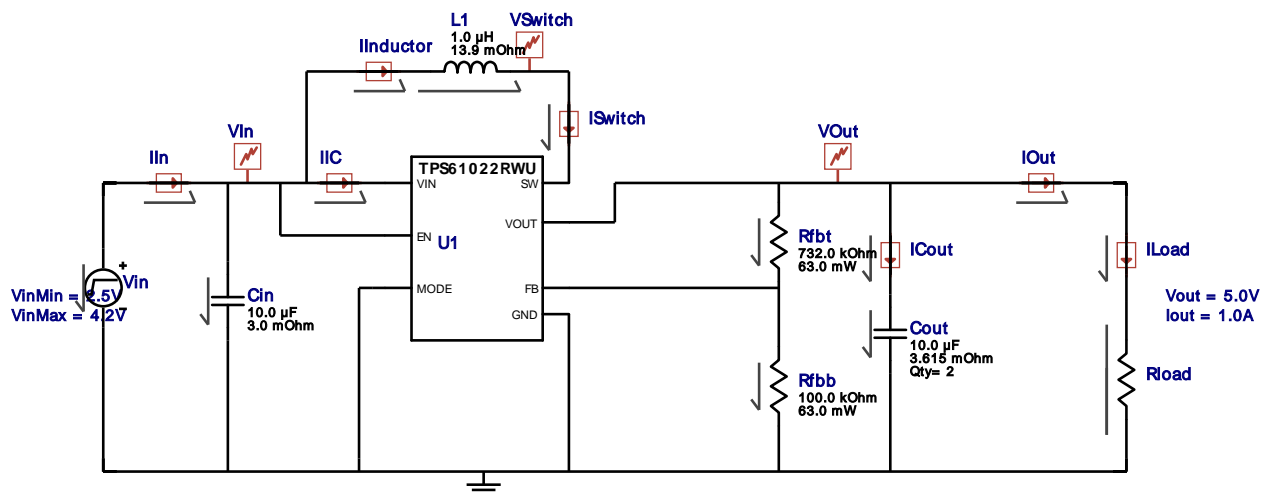 L1
1.0 µH
13.9 mOhm
VSwitch
IInductor
ISwitch
VIn
IIn
IIC
TPS61022RWU
VIN
SW
VOUT
EN
U1
MODE
FB
GND
VOut
IOut
Rfbt
732.0 kOhm
63.0 mW
ICout
ILoad
+
Vin
-
VinMin = 2.5V
VinMax = 4.2V
Cin
10.0 µF
3.0 mOhm
Vout = 5.0V
Iout = 1.0A
Cout
10.0 µF
3.615 mOhm
Qty= 2
Rfbb
100.0 kOhm
63.0 mW
Rload